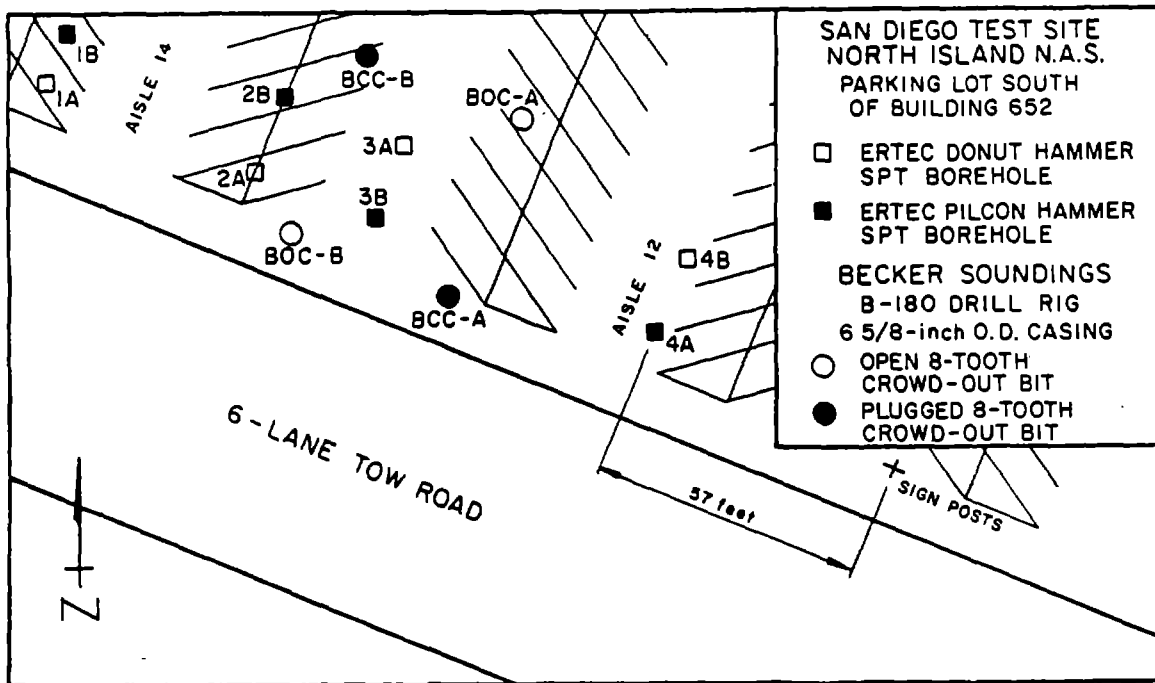 1B
1A
AISLE 14
2B
BCC-B
BOC-A
3A
2A
3B
BOC-B
BCC-A
4B
AISLE 12
4A
6-LANE TOW ROAD
57 feet
SIGN POSTS
N
SAN DIEGO TEST SITE
NORTH ISLAND N.A.S.
PARKING LOT SOUTH
OF BUILDING 652
ERTEC DONUT HAMMER
SPT BOREHOLE
ERTEC PILCON HAMMER
SPT BOREHOLE
BECKER SOUNDINGS
B-180 DRILL RIG
6 5/8-inch O.D. CASING
OPEN 8-TOOTH
CROWD-OUT BIT
PLUGGED 8-TOOTH
CROWD-OUT BIT